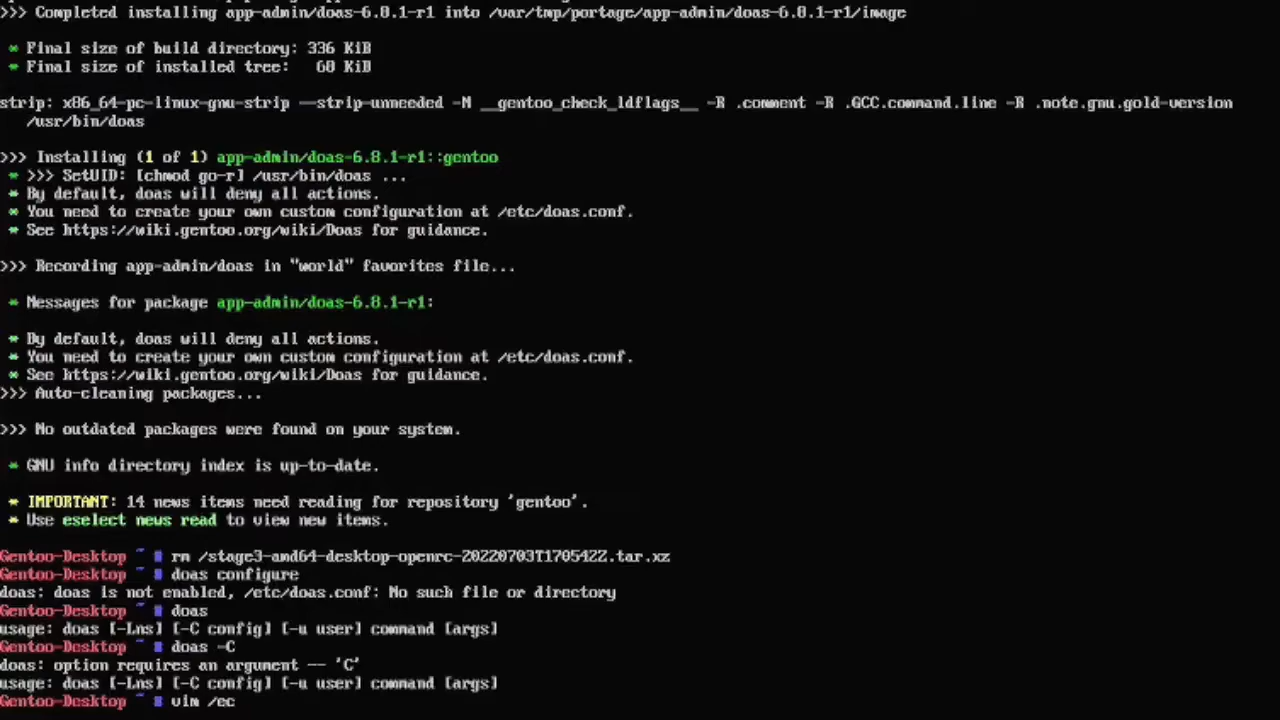 >>> Completed installing app-admin/doas-6.8.1-r1 into /var/tmp/portage/app-admin/doas-6.8.1-r1/image
* Final size of build directory: 336 KiB
* Final size of installed tree:   60 KiB
strip: x86_64-pc-linux-gnu-strip --strip-unneeded -N __gentoo_check_ldflags__ -R .comment -R .GCC.command.line -R .note.gnu.gold-version
/usr/bin/doas
>>> Installing (1 of 1) app-admin/doas-6.8.1-r1::gentoo
* >>> SetUID: [chmod go-r] /usr/bin/doas ...
* By default, doas will deny all actions.
* You need to create your own custom configuration at /etc/doas.conf.
* See https://wiki.gentoo.org/wiki/Doas for guidance.
>>> Recording app-admin/doas in "world" favorites file...
* Messages for package app-admin/doas-6.8.1-r1:
* By default, doas will deny all actions.
* You need to create your own custom configuration at /etc/doas.conf.
* See https://wiki.gentoo.org/wiki/Doas for guidance.
>>> Auto-cleaning packages...
>>> No outdated packages were found on your system.
* GNU info directory index is up-to-date.
* IMPORTANT: 14 news items need reading for repository 'gentoo'.
* Use eselect news read to view new items.
Gentoo-Desktop ~ # rm /stage3-amd64-desktop-openrc-20220703T170542Z.tar.xz
Gentoo-Desktop ~ # doas configure
doas: doas is not enabled, /etc/doas.conf: No such file or directory
Gentoo-Desktop ~ # doas
usage: doas [-Lns] [-C config] [-u user] command [args]
Gentoo-Desktop ~ # doas -C
doas: option requires an argument -- 'C'
usage: doas [-Lns] [-C config] [-u user] command [args]
Gentoo-Desktop ~ # vim /ec